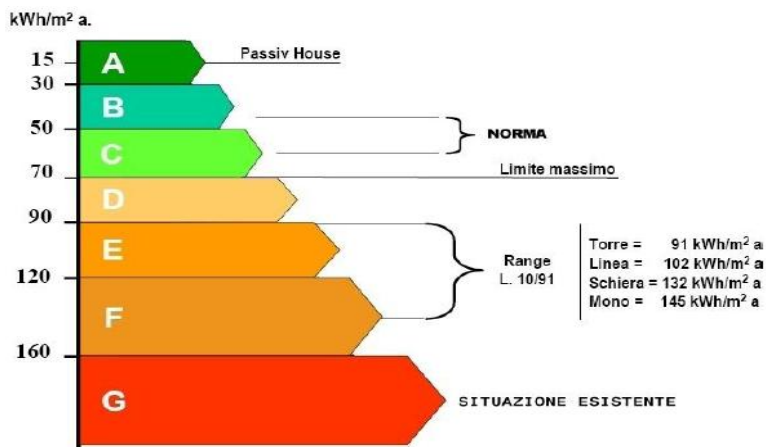 kWh/m² a.
15
A
Passiv House
30
B
NORMA
50
C
70
Limite massimo
D
90
E
Range
L. 10/91
Torre = 91 kWh/m² a
Linea = 102 kWh/m² a
Schiera = 132 kWh/m² a
Mono = 145 kWh/m² a
120
F
160
G
SITUAZIONE ESISTENTE